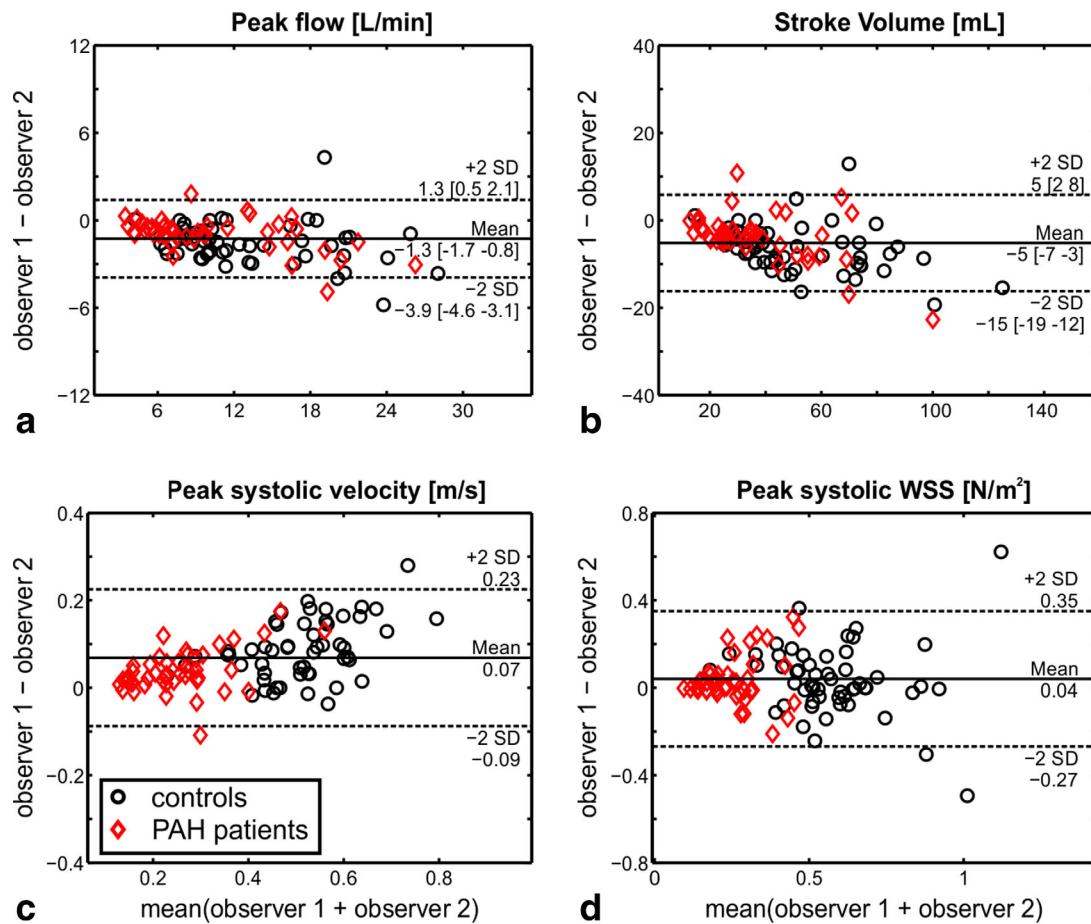 Peak flow [L/min]
12
6
0
−6
−12
observer 1 − observer 2
+2 SD
1.3 [0.5 2.1]
Mean
−1.3 [-1.7 -0.8]
−2 SD
−3.9 [-4.6 -3.1]
6 12 18 24 30
a
Stroke Volume [mL]
40
20
0
−20
−40
observer 1 − observer 2
+2 SD
5 [2 8]
Mean
−5 [-7 -3]
−2 SD
−15 [-19 -12]
20 60 100 140
b
Peak systolic velocity [m/s]
0.4
0.2
0
−0.2
−0.4
observer 1 − observer 2
+2 SD
0.23
Mean
0.07
−2 SD
−0.09
controls
PAH patients
0.2 0.4 0.6 0.8
mean(observer 1 + observer 2)
c
Peak systolic WSS [N/m²]
0.8
0.4
0
−0.4
−0.8
observer 1 − observer 2
+2 SD
0.35
Mean
0.04
−2 SD
−0.27
0 0.5 1
mean(observer 1 + observer 2)
d